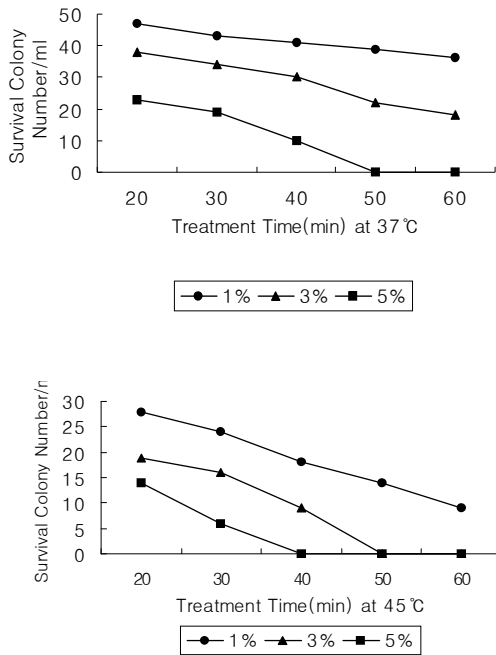 Survival Colony
Number/ml
50
40
30
20
10
0
20 30 40 50 60
Treatment Time(min) at 37℃
1% 3% 5%
Survival Colony Number/r
30
25
20
15
10
5
0
20 30 40 50 60
Treatment Time(min) at 45℃
1% 3% 5%